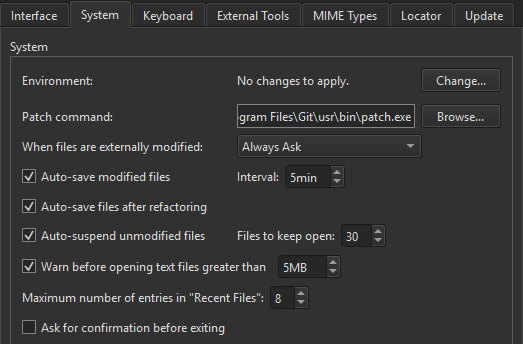 Interface System Keyboard External Tools MIME Types Locator Update
System
Environment: No changes to apply. Change...
Patch command: gram Files\Git\usr\bin\patch.exe Browse...
When files are externally modified: Always Ask
Auto-save modified files Interval: 5min
Auto-save files after refactoring
Auto-suspend unmodified files Files to keep open: 30
Warn before opening text files greater than 5MB
Maximum number of entries in "Recent Files": 8
Ask for confirmation before exiting